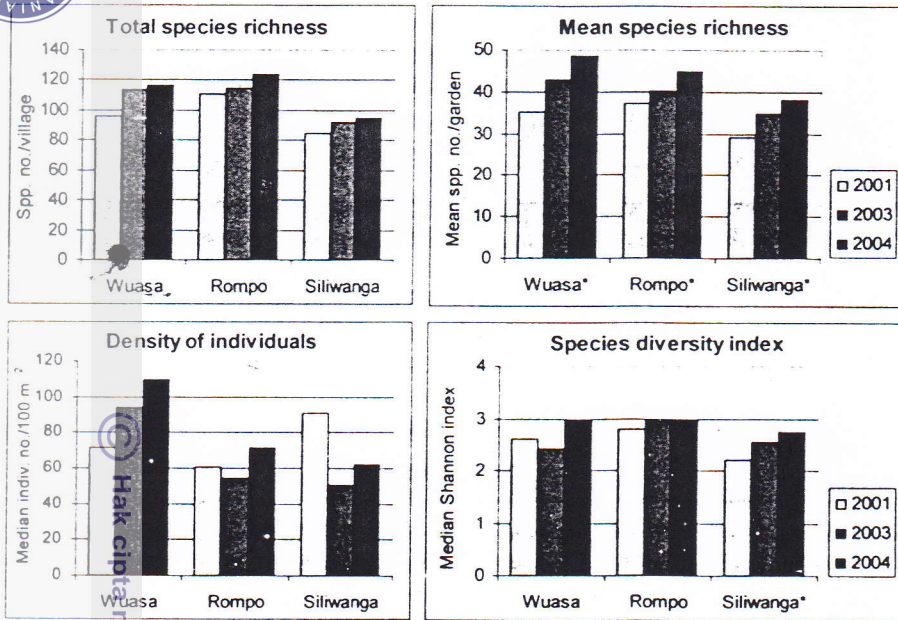 Total species richness
Spp no./village
140
120
100
80
60
40
20
0
Wuasa
Rompo
Siliwanga
Mean species richness
Mean spp. no./garden
50
40
30
20
10
0
Wuasa*
Rompo*
Siliwanga*
2001
2003
2004
Density of individuals
Median indiv. no /100 m²
120
100
80
60
40
20
0
Wuasa
Rompo
Siliwanga
Species diversity index
Median Shannon index
4
3
2
1
0
Wuasa
Rompo
Siliwanga*
2001
2003
2004
© Hak cipta